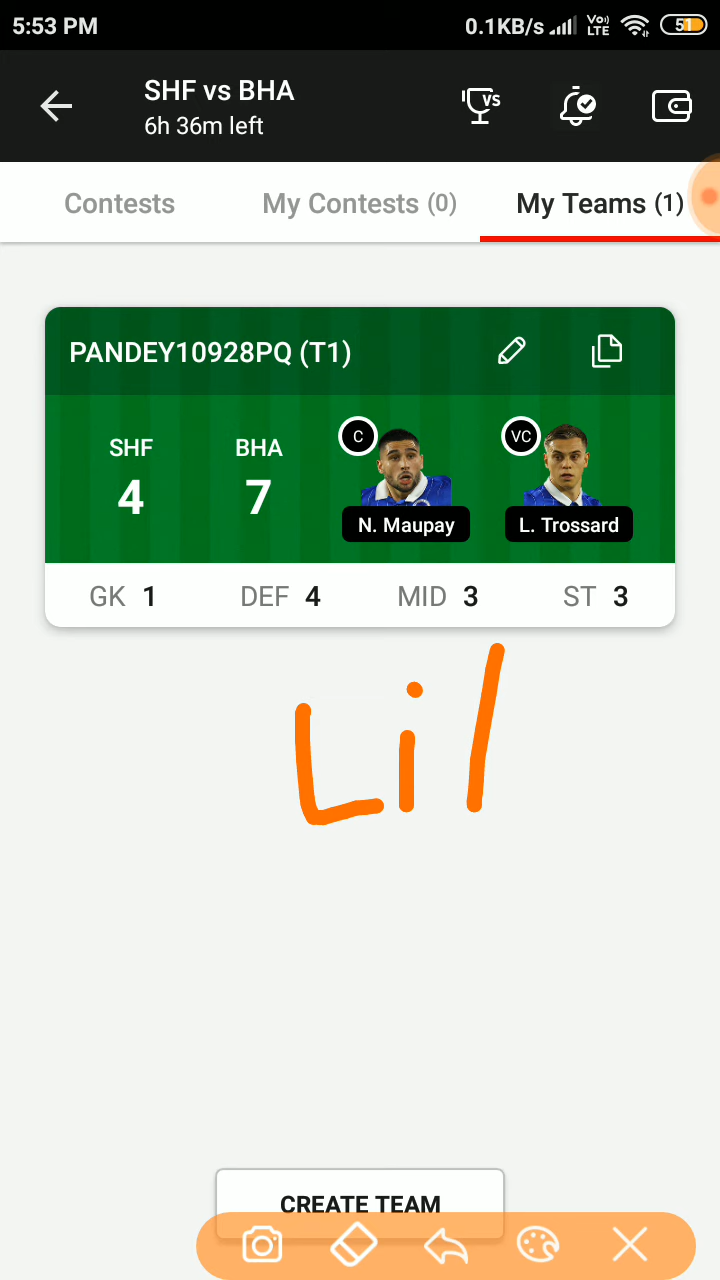 5:53 PM 0.1KB/s Vo) LTE 51
SHF vs BHA
6h 36m left
VS
Contests My Contests (0) My Teams (1)
PANDEY10928PQ (T1)
SHF BHA C VC
4 7
N. Maupay L. Trossard
GK 1 DEF 4 MID 3 ST 3
Lil
CREATE TEAM